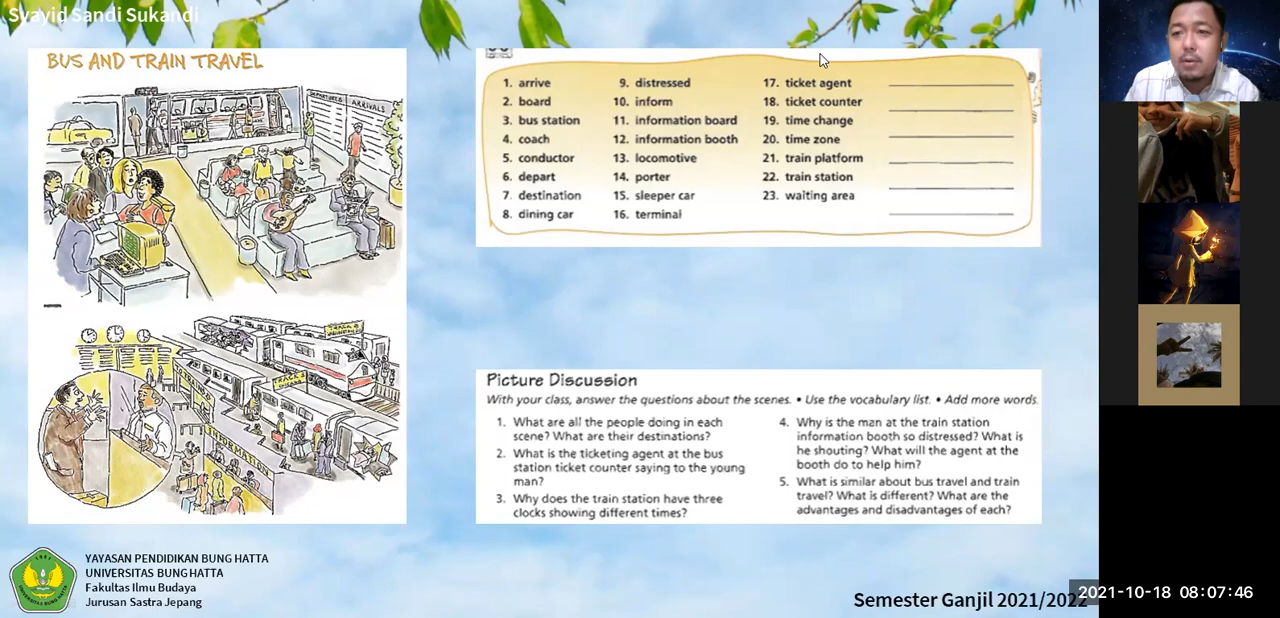 Svayid Sandi Sukandi
BUS AND TRAIN TRAVEL
ARRIVALS
TRACK
TRAINS
TRACK 2
INFORMATION
1. arrive
2. board
3. bus station
4. coach
5. conductor
6. depart
7. destination
8. dining car
9. distressed
10. inform
11. information board
12. information booth
13. locomotive
14. porter
15. sleeper car
16. terminal
17. ticket agent
18. ticket counter
19. time change
20. time zone
21. train platform
22. train station
23. waiting area
Picture Discussion
With your class, answer the questions about the scenes. • Use the vocabulary list. • Add more words.
1. What are all the people doing in each
scene? What are their destinations?
2. What is the ticketing agent at the bus
station ticket counter saying to the young
man?
3. Why does the train station have three
clocks showing different times?
4. Why is the man at the train station
information booth so distressed? What is
he shouting? What will the agent at the
booth do to help him?
5. What is similar about bus travel and train
travel? What is different? What are the
advantages and disadvantages of each?
YAYASAN PENDIDIKAN BUNG HATTA
UNIVERSITAS BUNG HATTA
Fakultas Ilmu Budaya
Jurusan Sastra Jepang
Semester Ganjil 2021/2022
2021-10-18 08:07:46